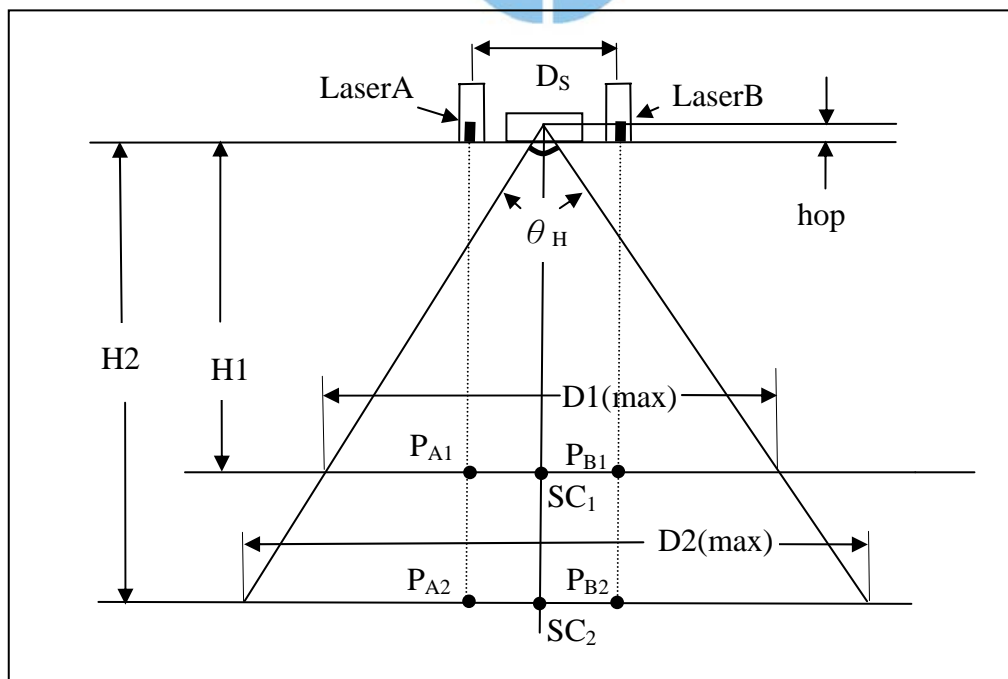 D_S
LaserA
LaserB
hop
θ_H
H2
H1
D1(max)
P_A1
P_B1
SC_1
D2(max)
P_A2
P_B2
SC_2